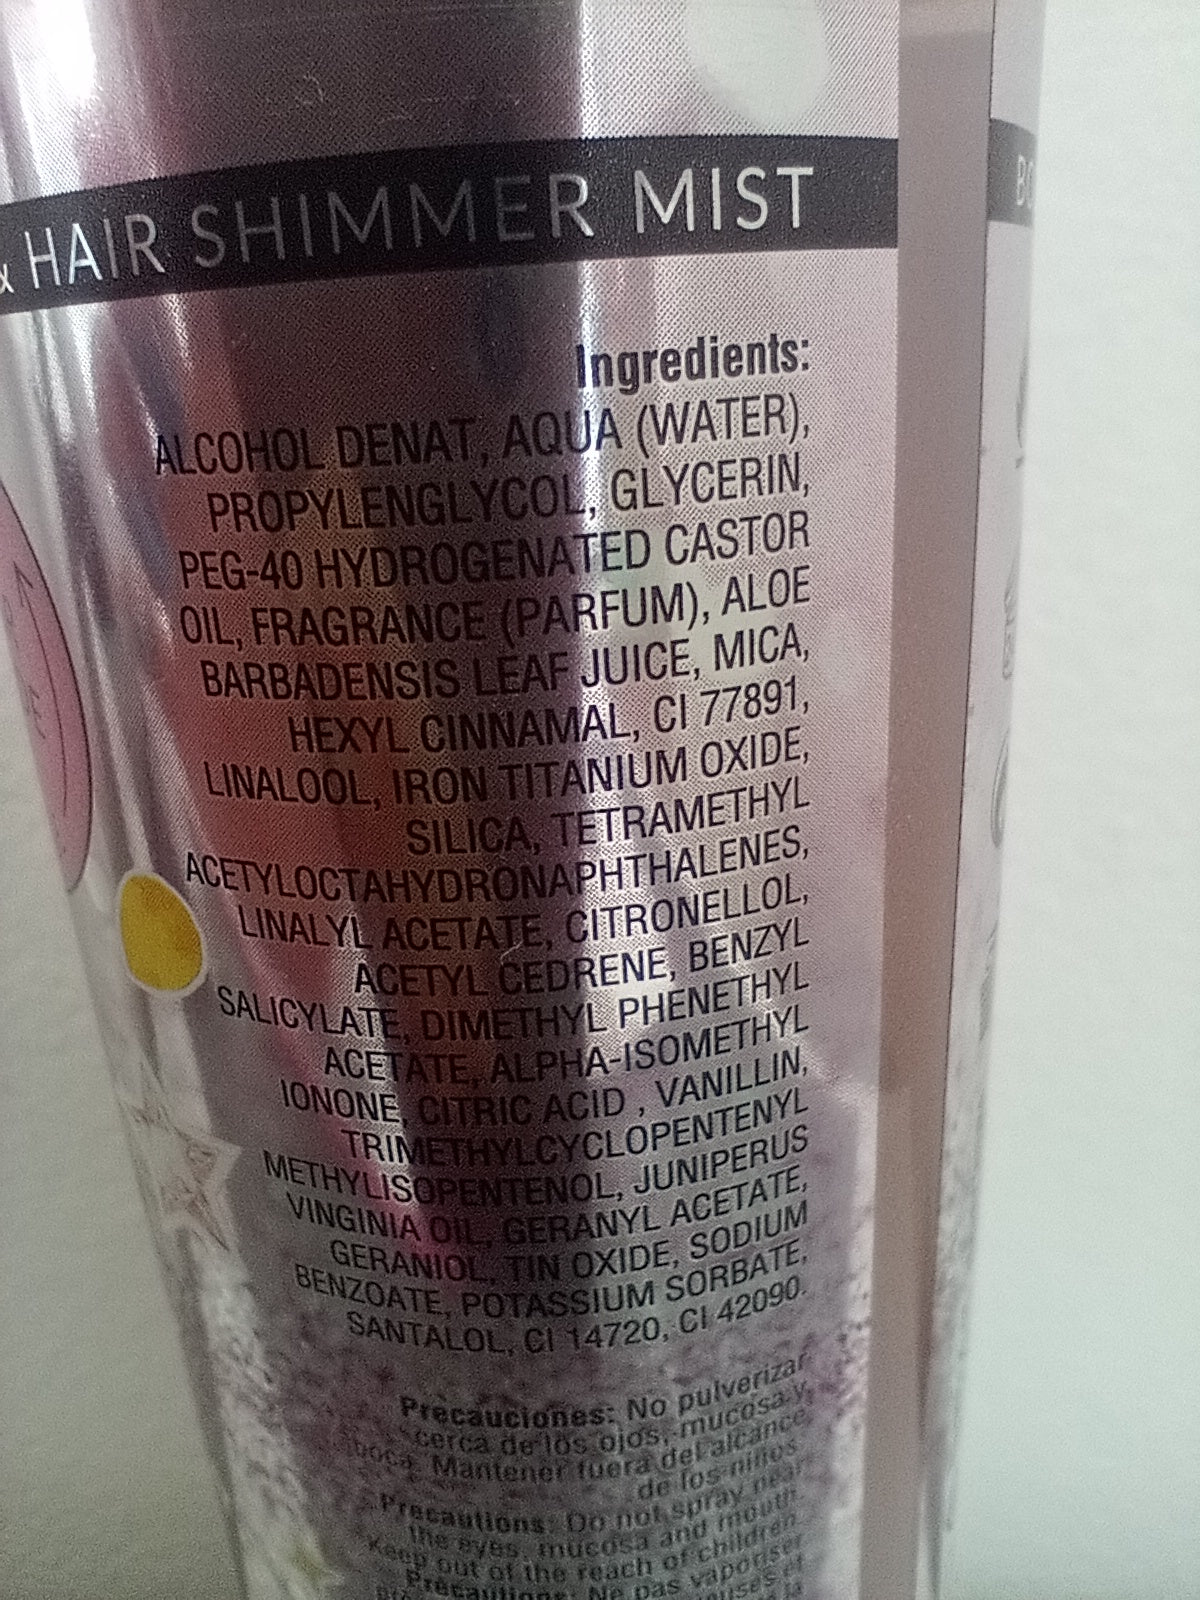 & HAIR SHIMMER MIST
Ingredients:
ALCOHOL DENAT, AQUA (WATER),
PROPYLENGLYCOL, GLYCERIN,
PEG-40 HYDROGENATED CASTOR
OIL, FRAGRANCE (PARFUM), ALOE
BARBADENSIS LEAF JUICE, MICA,
HEXYL CINNAMAL, CI 77891,
LINALOOL, IRON TITANIUM OXIDE,
SILICA, TETRAMETHYL
ACETYLOCTAHYDRONAPHTHALENES,
LINALYL ACETATE, CITRONELLOL,
ACETYL CEDRENE, BENZYL
SALICYLATE, DIMETHYL PHENETHYL
ACETATE, ALPHA-ISOMETHYL
IONONE, CITRIC ACID , VANILLIN,
TRIMETHYLCYCLOPENTENYL
METHYLISOPENTENOL, JUNIPERUS
VINGINIA OIL, GERANYL ACETATE,
GERANIOL, TIN OXIDE, SODIUM
BENZOATE, POTASSIUM SORBATE,
SANTALOL, CI 14720, CI 42090.
Precauciones: No pulverizar
cerca de los ojos, mucosa y,
boca. Mantener fuera del alcance
de los niños.
Precautions: Do not spray near
the eyes, mucosa and mouth.
Keep out of the reach of children.
Précautions: Ne pas vaporiser